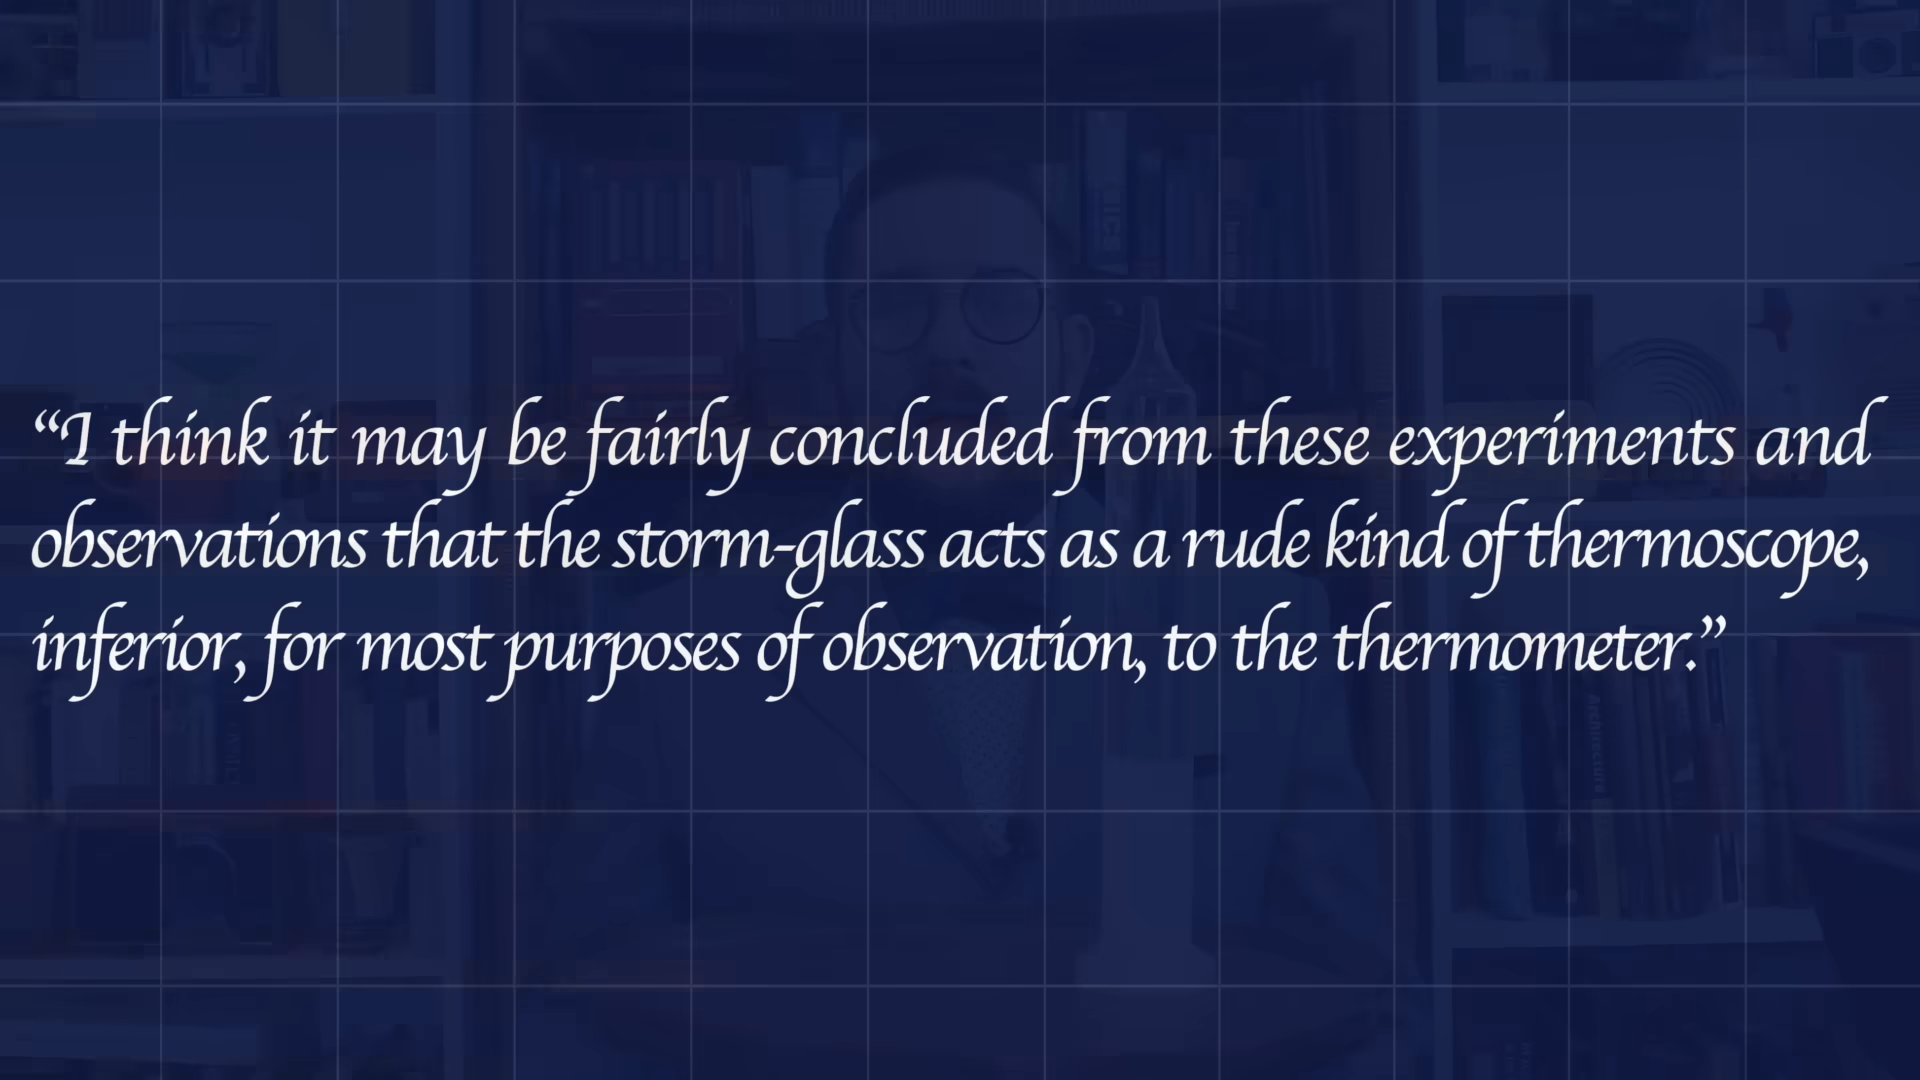 “I think it may be fairly concluded from these experiments and
observations that the storm-glass acts as a rude kind of thermoscope,
inferior, for most purposes of observation, to the thermometer.”
Architecture